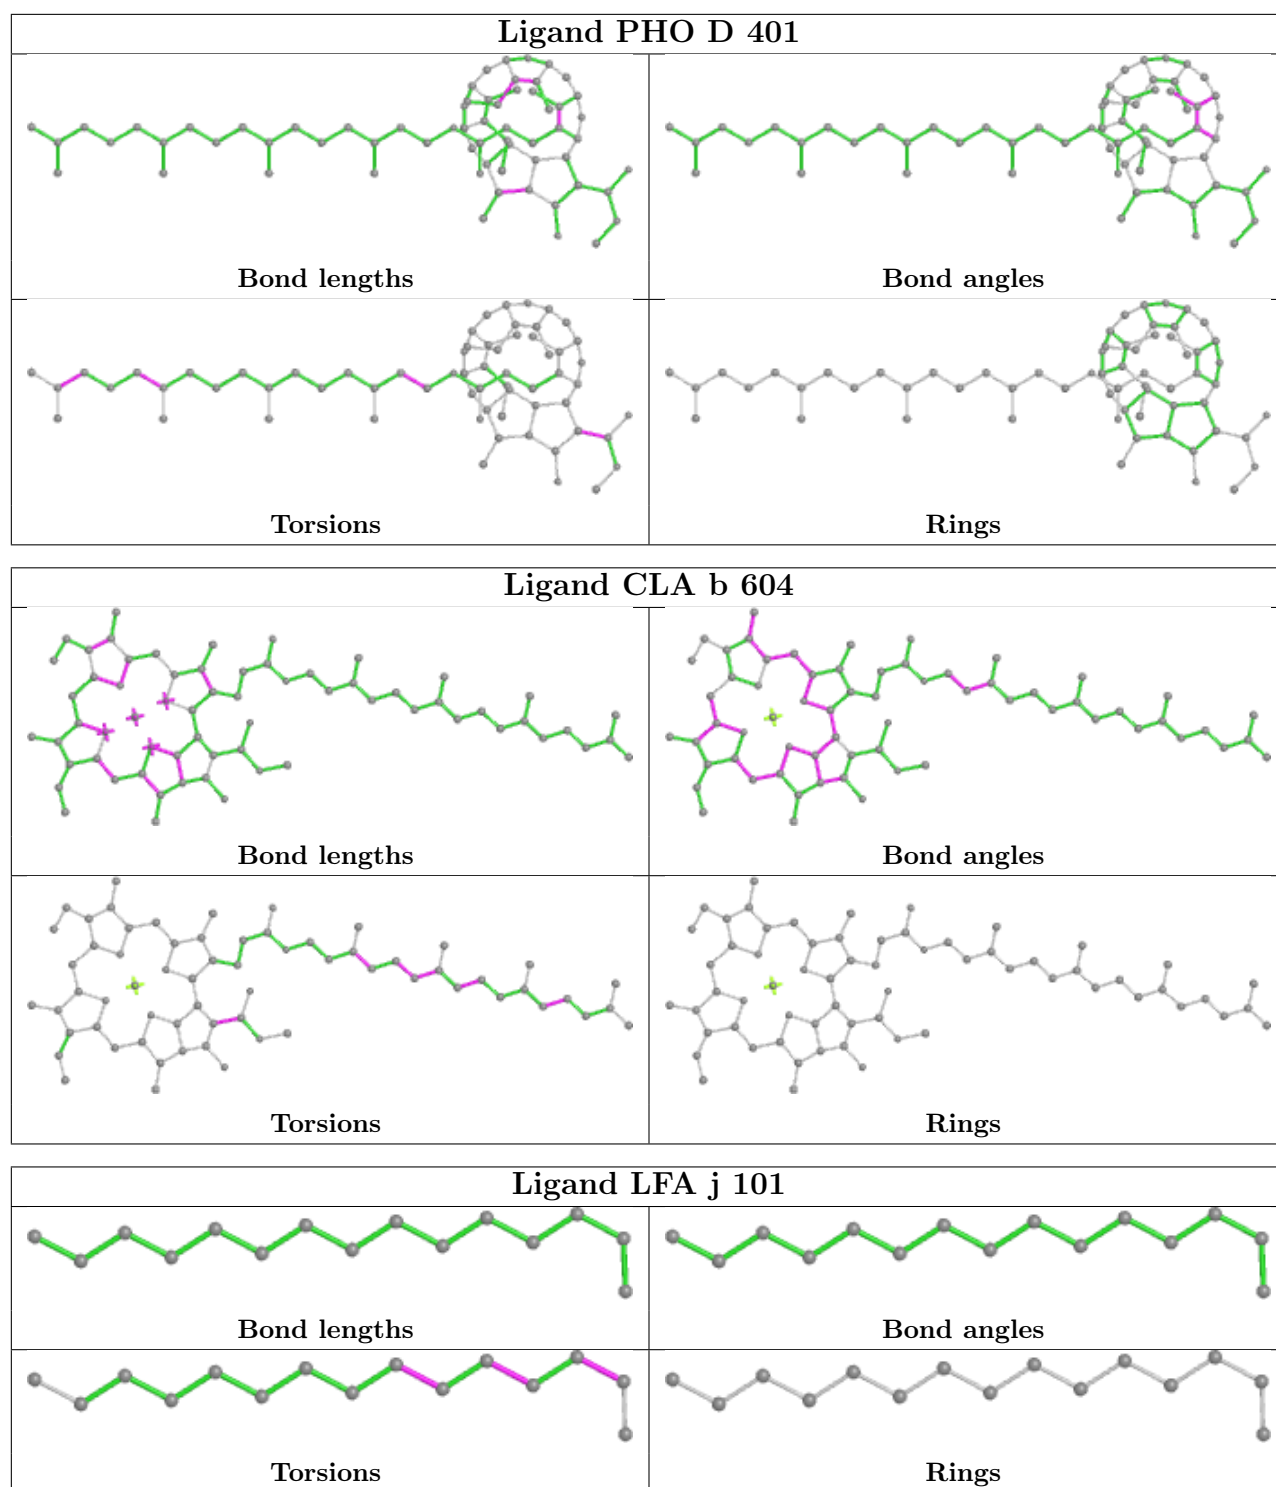 Ligand PHO D 401
Bond lengths
Bond angles
Torsions
Rings
Ligand CLA b 604
Bond lengths
Bond angles
Torsions
Rings
Ligand LFA j 101
Bond lengths
Bond angles
Torsions
Rings